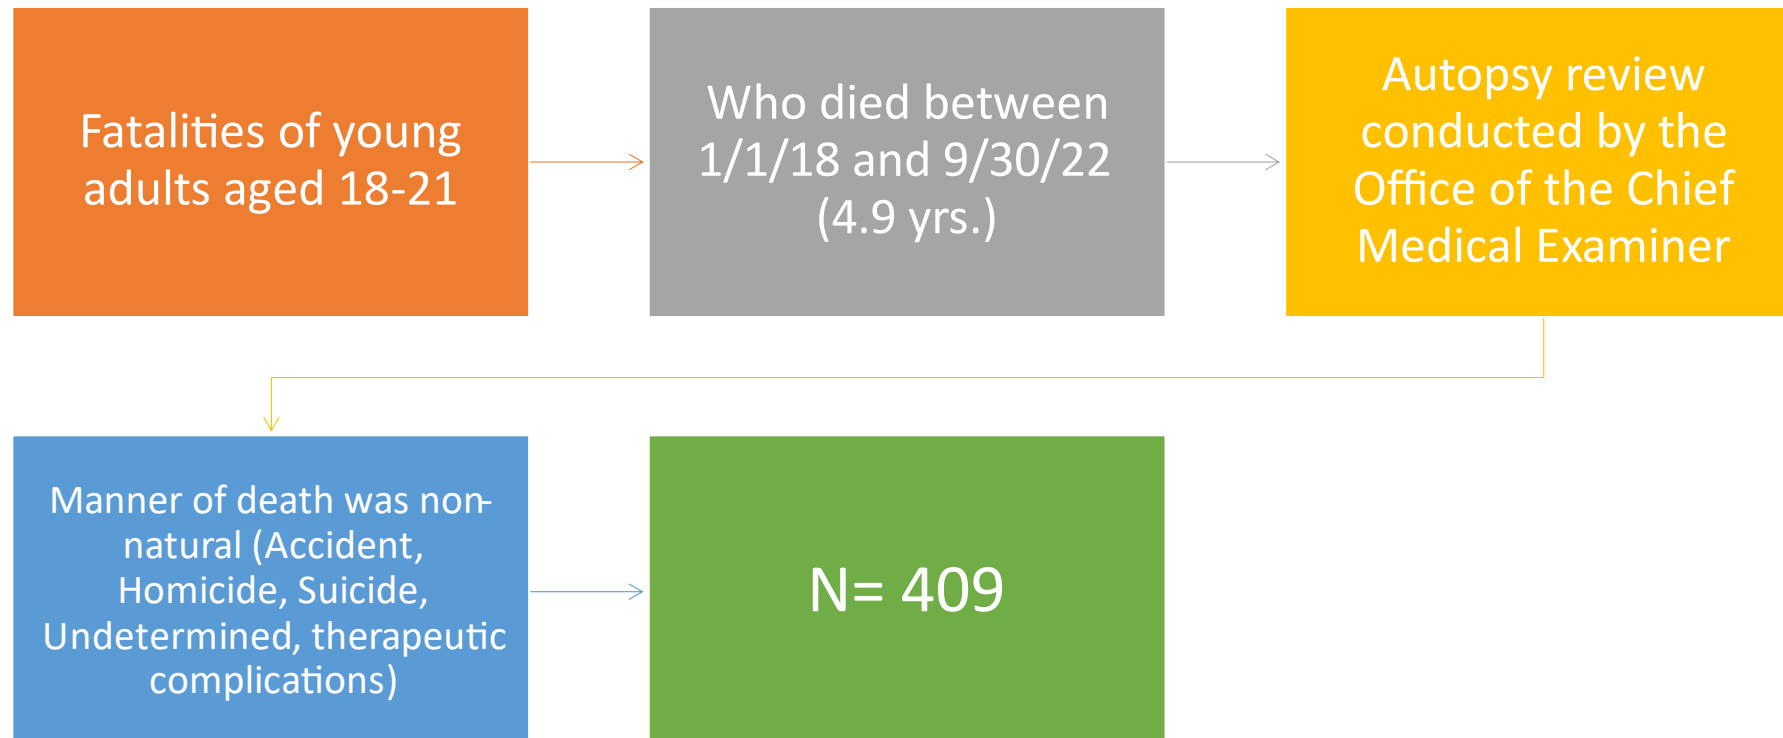 Fatalities of young
adults aged 18-21
Who died between
1/1/18 and 9/30/22
(4.9 yrs.)
Autopsy review
conducted by the
Office of the Chief
Medical Examiner
Manner of death was non-
natural (Accident,
Homicide, Suicide,
Undetermined, therapeutic
complications)
N= 409